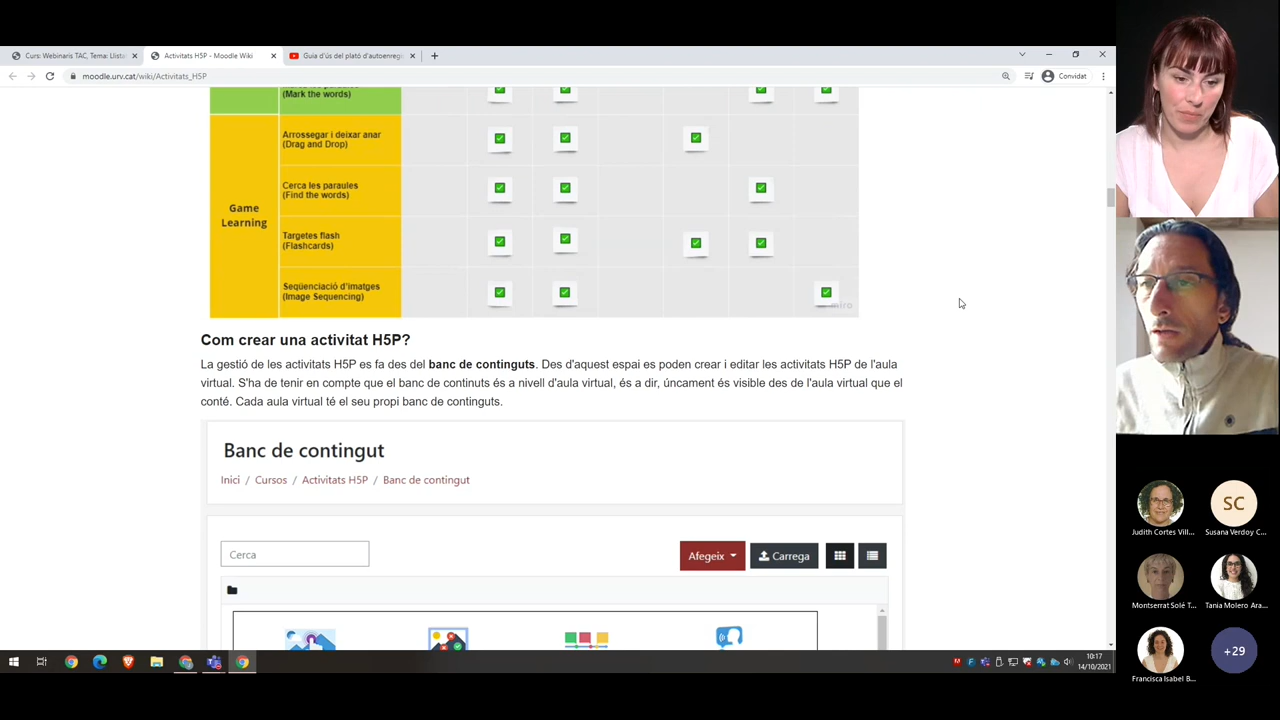 Curs: Webinaris TAC, Tema: Llista
Activitats H5P - Moodle Wiki
Guia d'ús del plató d'autoenreg
moodle.urv.cat/wiki/Activitats_H5P
Convidat
(Mark the words)
Arrossegar i deixar anar
(Drag and Drop)
Cerca les paraules
(Find the words)
Game
Learning
Targetes flash
(Flashcards)
Seqüenciació d'imatges
(Image Sequencing)
miro
Com crear una activitat H5P?
La gestió de les activitats H5P es fa des del banc de continguts. Des d'aquest espai es poden crear i editar les activitats H5P de l'aula
virtual. S'ha de tenir en compte que el banc de continuts és a nivell d'aula virtual, és a dir, úncament és visible des de l'aula virtual que el
conté. Cada aula virtual té el seu propi banc de continguts.
Banc de contingut
Inici / Cursos / Activitats H5P / Banc de contingut
Cerca
Afegeix
Carrega
SC
Judith Cortes Vill...
Susana Verdoy C...
Montserrat Solé T...
Tania Molero Ara...
+29
Francisca Isabel B...
10:17
14/10/2021